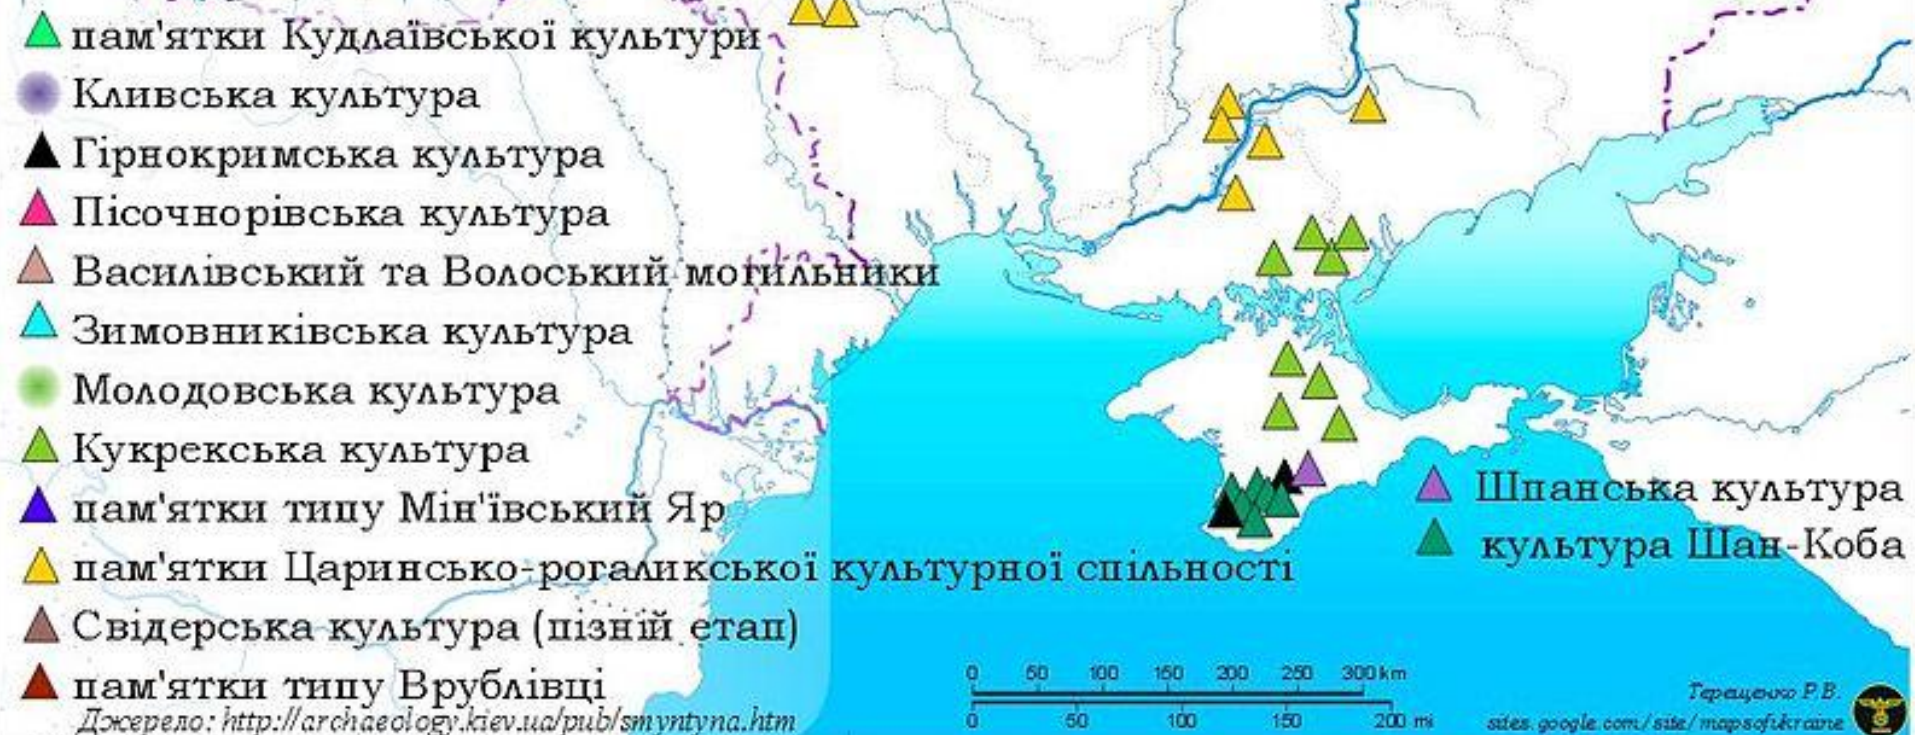 пам'ятки Кудлаївської культури
Кливська культура
Гірнокримська культура
Пісочнорівська культура
Василівський та Волоський могильники
Зимовниківська культура
Молодовська культура
Кукрекська культура
пам'ятки типу Мін'ївський Яр
пам'ятки Царинсько-рогаликської культурної спільності
Свідерська культура (пізній етап)
пам'ятки типу Врублівці
Джерело: http://archaeology.kiev.ua/pub/smyntyna.htm
Шпанська культура
культура Шан-Коба
0 50 100 150 200 250 300 km
0 50 100 150 200 mi
Терещенко Р.В.
sites.google.com/site/mapsofukraine